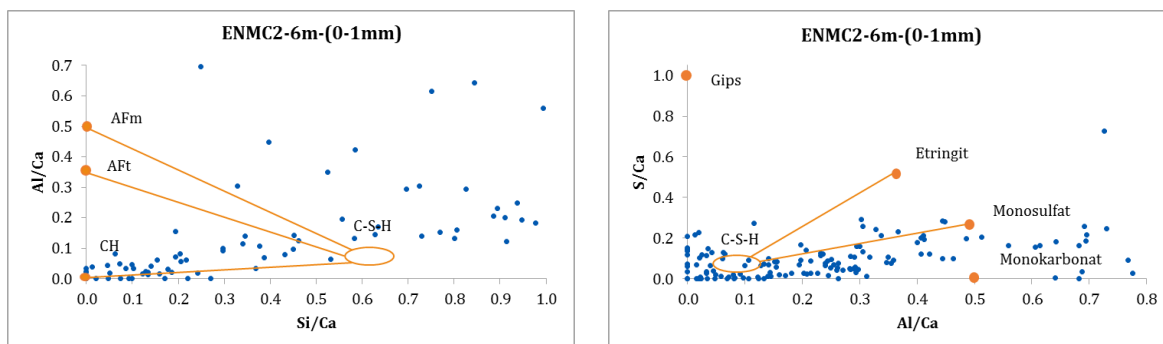 ENMC2-6m-(0-1mm)
0.7
0.6
0.5
0.4
0.3
0.2
0.1
0.0
Al/Ca
AFm
AFt
CH
C-S-H
0.0 0.1 0.2 0.3 0.4 0.5 0.6 0.7 0.8 0.9 1.0
Si/Ca
ENMC2-6m-(0-1mm)
1.0
0.8
0.6
0.4
0.2
0.0
S/Ca
Gips
Etringit
Monosulfat
C-S-H
Monokarbonat
0.0 0.1 0.2 0.3 0.4 0.5 0.6 0.7 0.8
Al/Ca